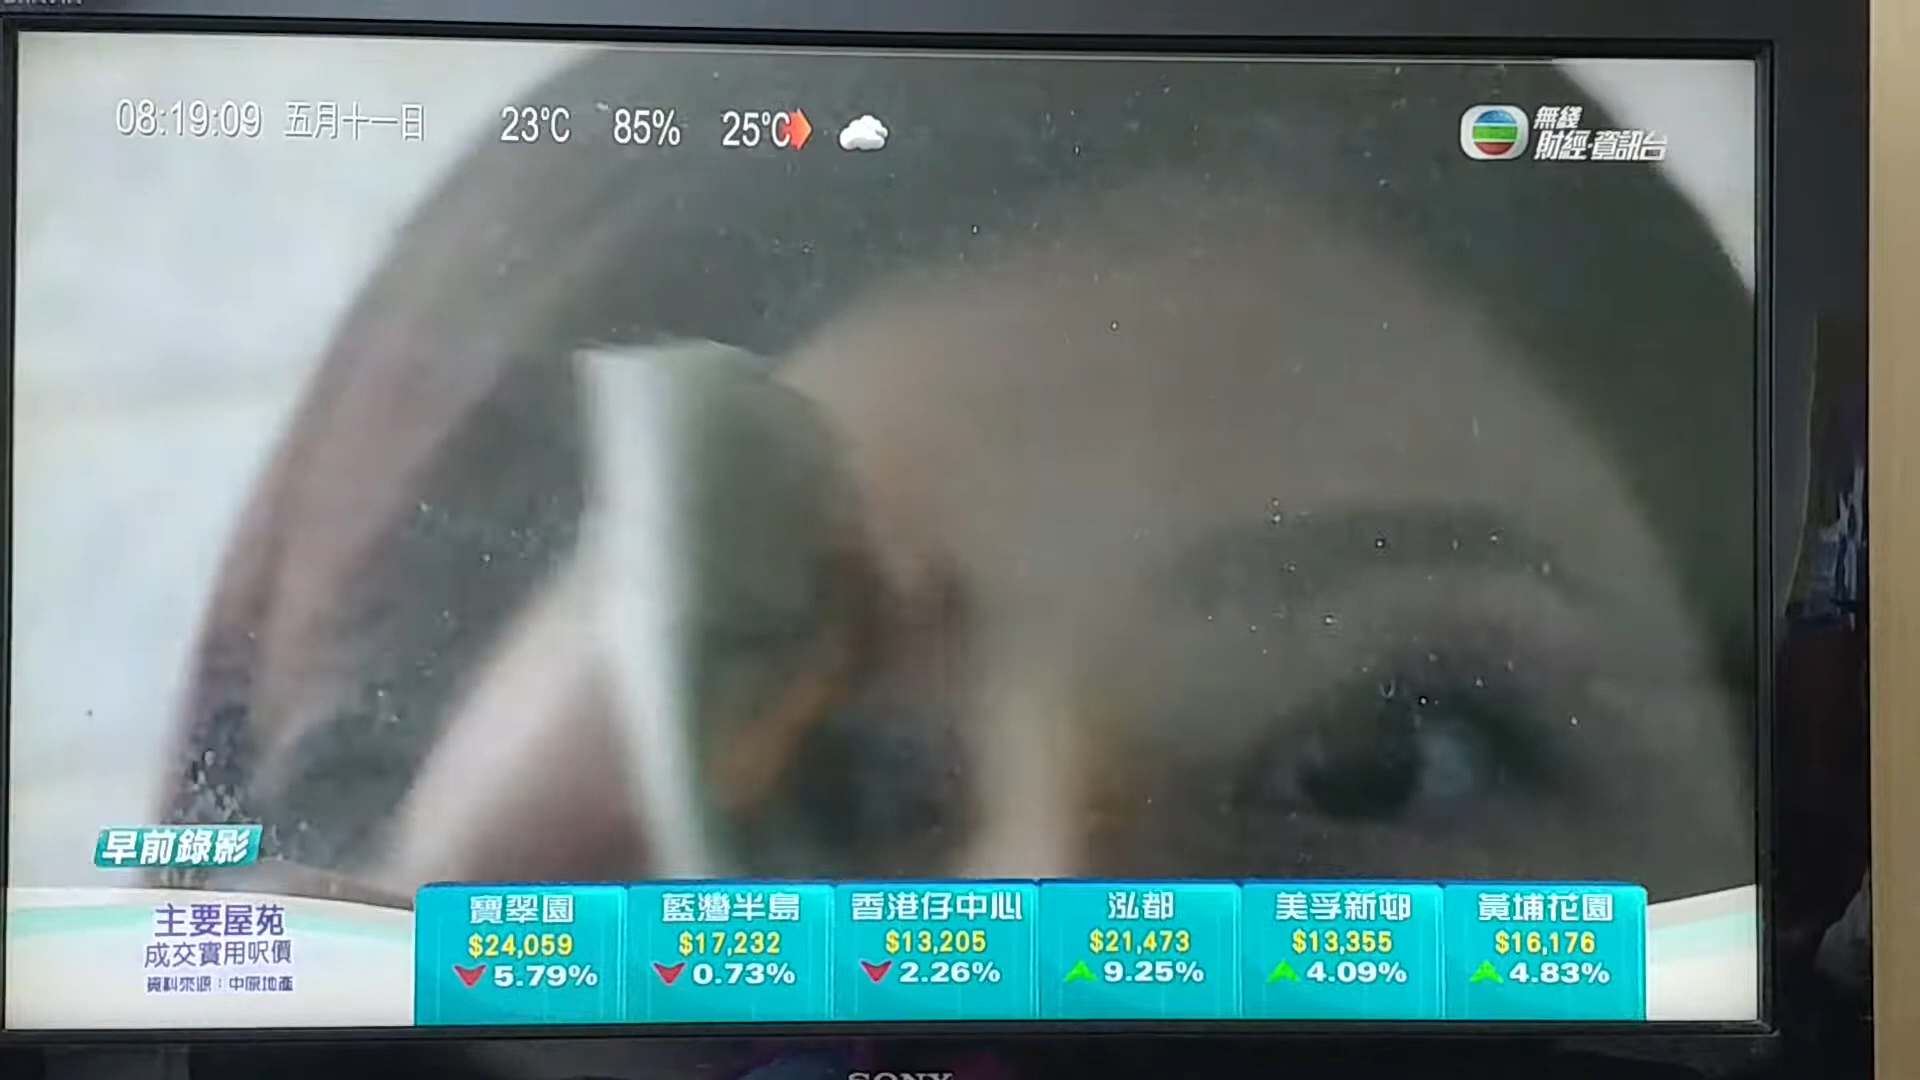 08:19:09 五月十一日 23°C 85% 25°C
無綫
財經·資訊台
早前錄影
主要屋苑
成交實用呎價
資料來源：中原地產
寶翠園
$24,059
5.79%
藍灣半島
$17,232
0.73%
香港仔中心
$13,205
2.26%
泓都
$21,473
9.25%
美孚新邨
$13,355
4.09%
黃埔花園
$16,176
4.83%
SONY